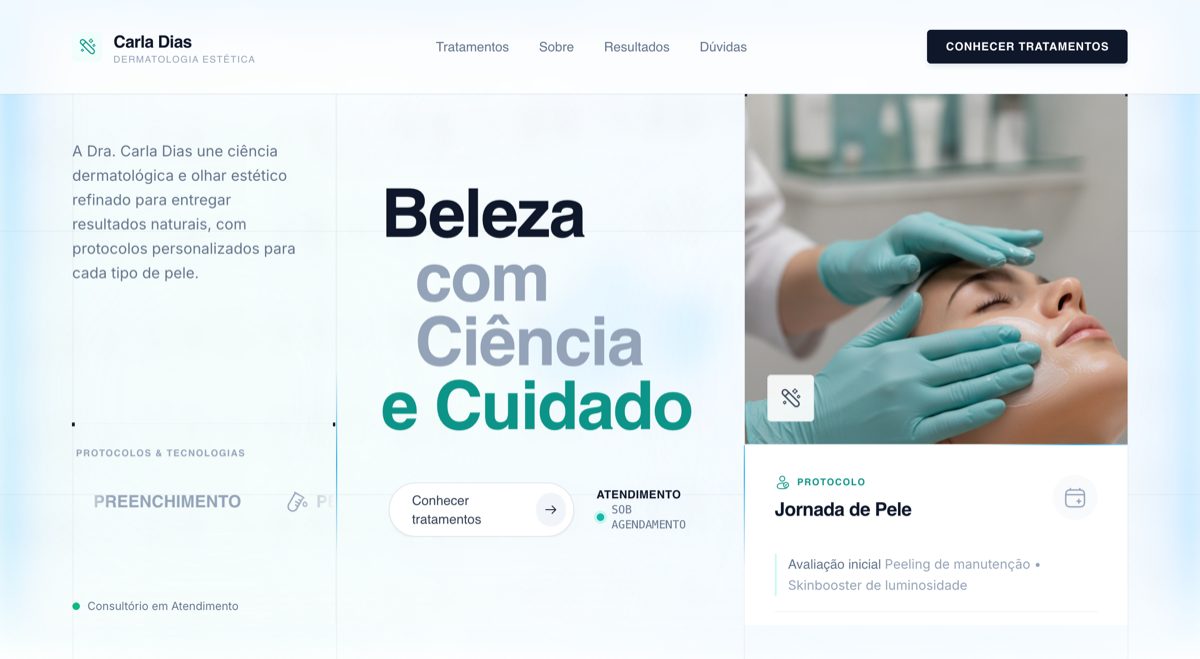 Carla Dias
DERMATOLOGIA ESTÉTICA
Tratamentos
Sobre
Resultados
Dúvidas
CONHECER TRATAMENTOS
A Dra. Carla Dias une ciência
dermatológica e olhar estético
refinado para entregar
resultados naturais, com
protocolos personalizados para
cada tipo de pele.
PROTOCOLOS & TECNOLOGIAS
PREENCHIMENTO
Consultório em Atendimento
Beleza
com
Ciência
e Cuidado
Conhecer
tratamentos
ATENDIMENTO
SOB
AGENDAMENTO
PROTOCOLO
Jornada de Pele
Avaliação inicial Peeling de manutenção •
Skinbooster de luminosidade